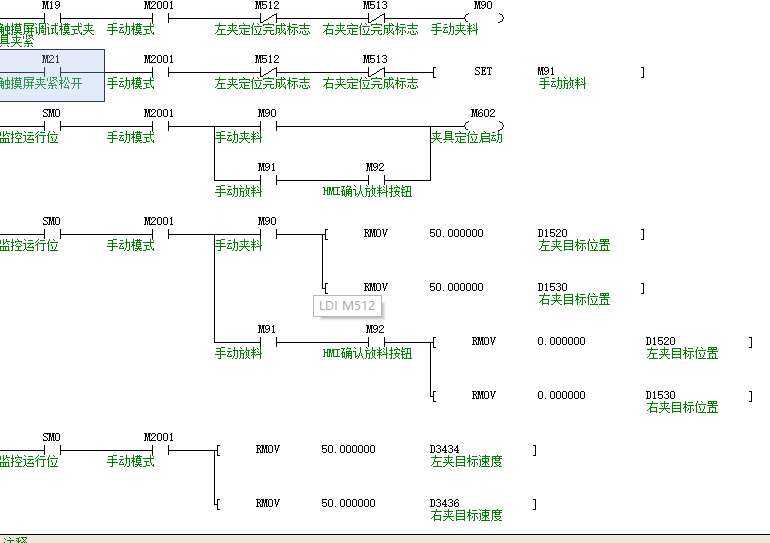 M19 M2001 M512 M513 M90
触摸屏调试模式夹具夹紧 手动模式 左夹定位完成标志 右夹定位完成标志 手动夹料
M21 M2001 M512 M513 SET M91
触摸屏夹紧松开 手动模式 左夹定位完成标志 右夹定位完成标志 手动放料
SM0 M2001 M90 M602
监控运行位 手动模式 手动夹料 夹具定位启动
M91 M92
手动放料 HMI确认放料按钮
SM0 M2001 M90 RMOV 50.000000 D1520
监控运行位 手动模式 手动夹料 左夹目标位置
RMOV 50.000000 D1530
右夹目标位置
LDI M512
M91 M92 RMOV 0.000000 D1520
手动放料 HMI确认放料按钮 左夹目标位置
RMOV 0.000000 D1530
右夹目标位置
SM0 M2001 RMOV 50.000000 D3434
监控运行位 手动模式 左夹目标速度
RMOV 50.000000 D3436
右夹目标速度
注释